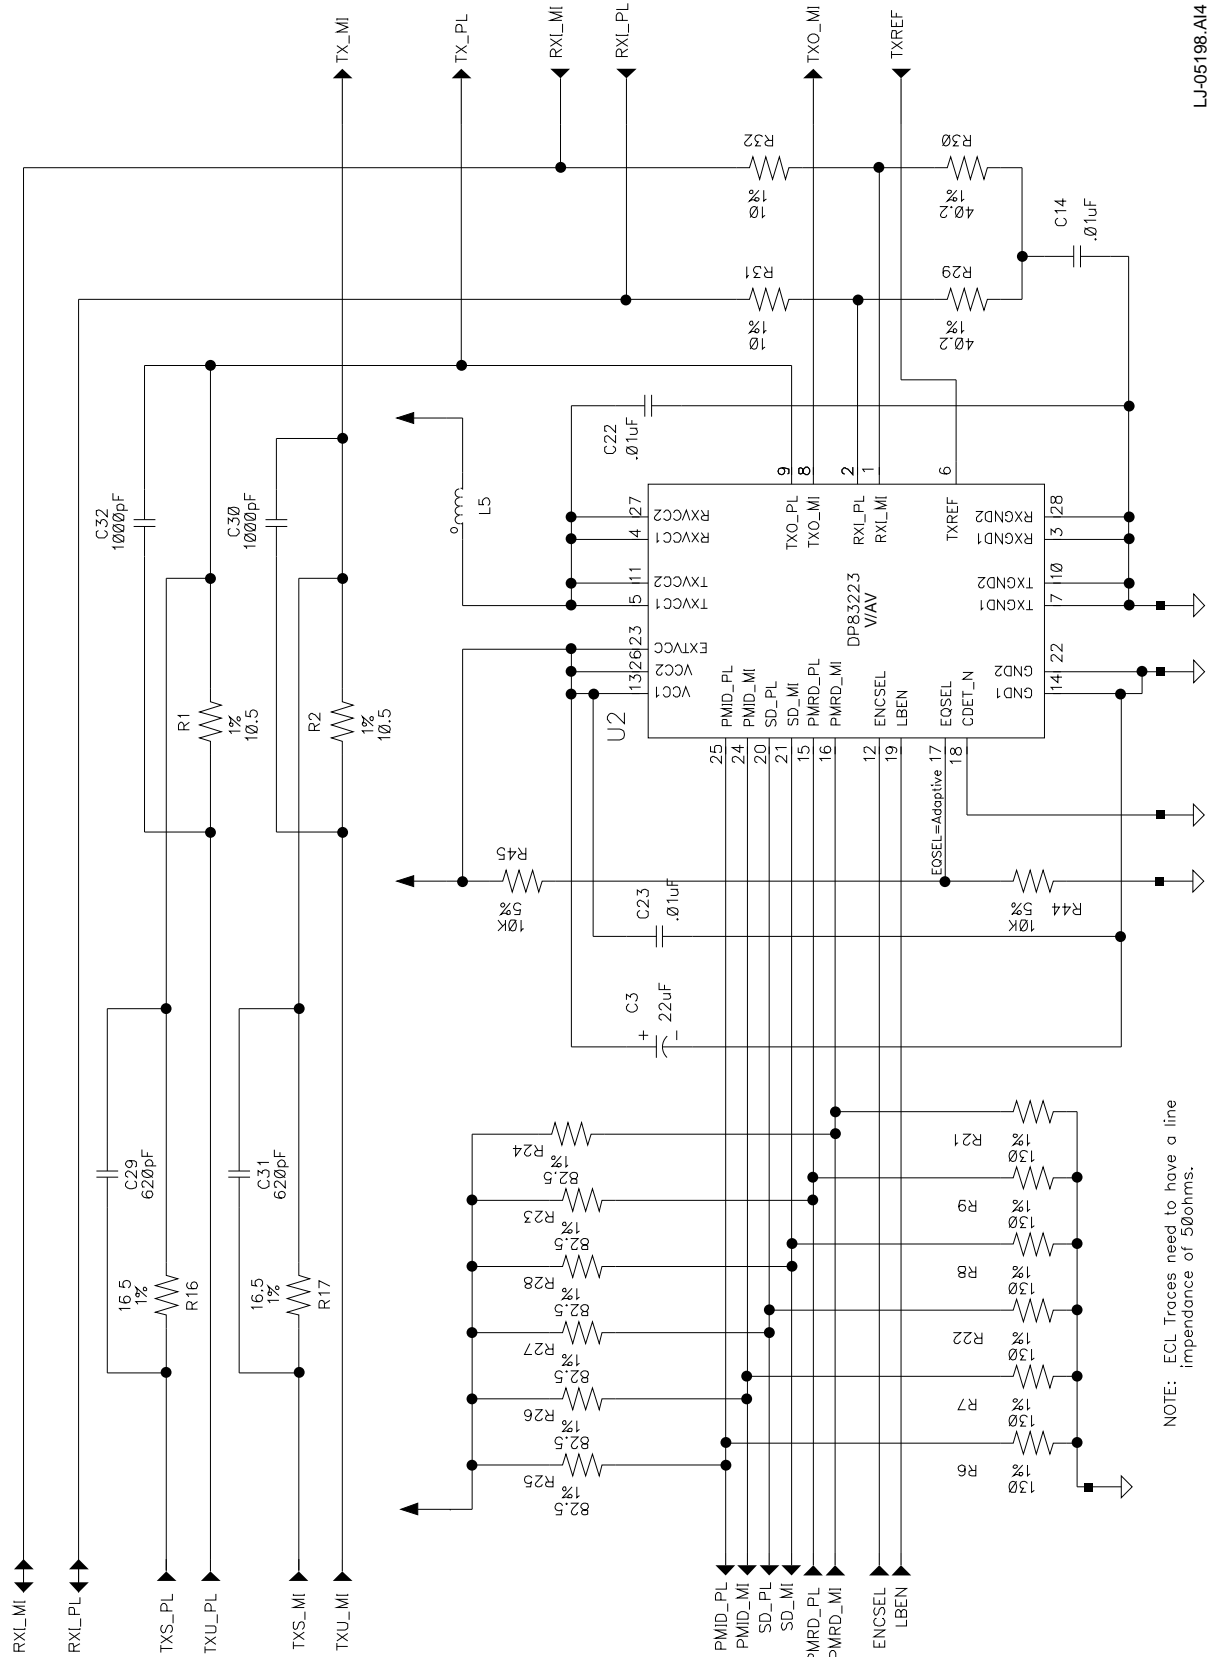 LJ-05198.AI4
TX_MI
TX_PL
RXI_MI
RXI_PL
TXO_MI
TXREF
R32
1%
10
R30
1%
40.2
C14
.01uF
R31
1%
10
R29
1%
40.2
C32
1000pF
C30
1000pF
L5
C22
.01uF
9
8
2
1
6
27
4
11
5
23
26
13
RXVCC2
RXVCC1
TXVCC2
TXVCC1
EXTVCC
VCC2
VCC1
TXO_PL
TXO_MI
RXI_PL
RXI_MI
TXREF
RXGND2
RXGND1
TXGND2
TXGND1
GND2
GND1
28
3
10
7
22
14
DP83223
V/AV
U2
PMID_PL
PMID_MI
SD_PL
SD_MI
PMRD_PL
PMRD_MI
ENCSEL
LBEN
EQSEL
CDET_N
25
24
20
21
15
16
12
19
17
18
EQSEL=Adaptive
R1
1%
10.5
R2
1%
10.5
R45
5%
10K
R44
5%
10K
C23
.01uF
C3
22uF
+
-
C29
620pF
C31
620pF
16.5
1%
R16
16.5
1%
R17
R24
1%
82.5
R23
1%
82.5
R28
1%
82.5
R27
1%
82.5
R26
1%
82.5
R25
1%
82.5
R21
1%
130
R9
1%
130
R8
1%
130
R22
1%
130
R7
1%
130
R6
1%
130
NOTE: ECL Traces need to have a line
impendance of 50ohms.
RXI_MI
RXI_PL
TXS_PL
TXU_PL
TXS_MI
TXU_MI
PMID_PL
PMID_MI
SD_PL
SD_MI
PMRD_PL
PMRD_MI
ENCSEL
LBEN